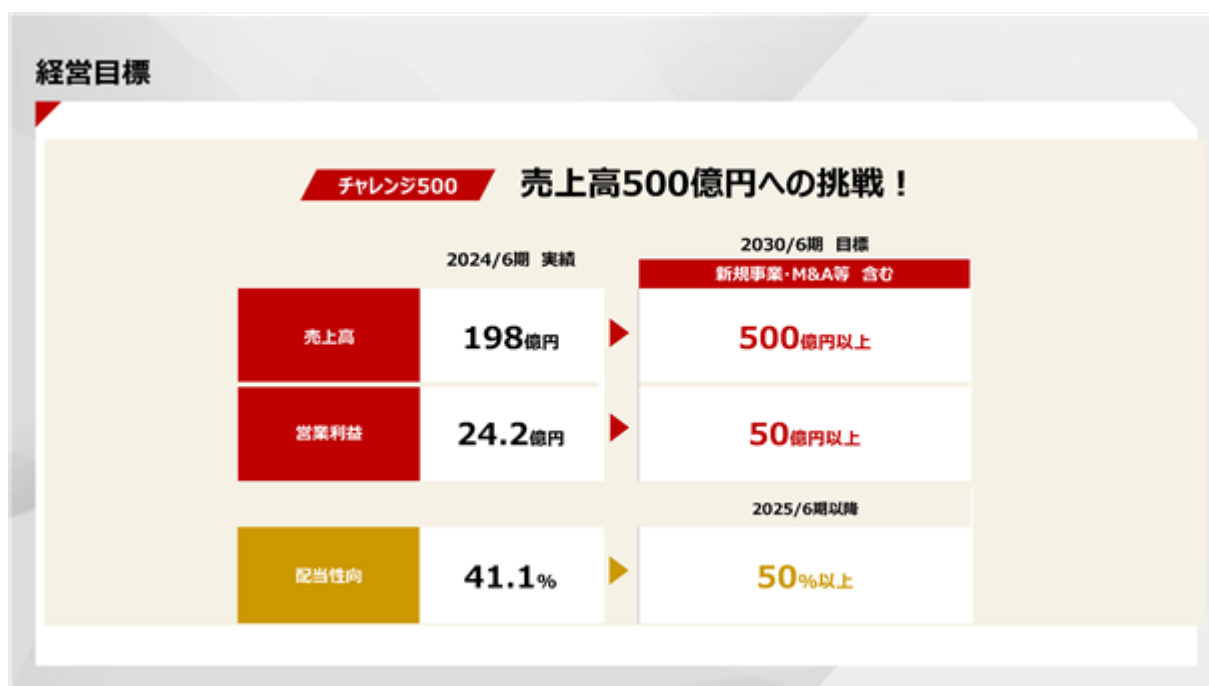 経営目標
チャレンジ500 売上高500億円への挑戦！
2024/6期 実績
2030/6期 目標
新規事業・M&A等 含む
売上高 198億円 500億円以上
営業利益 24.2億円 50億円以上
2025/6期以降
配当性向 41.1% 50%以上